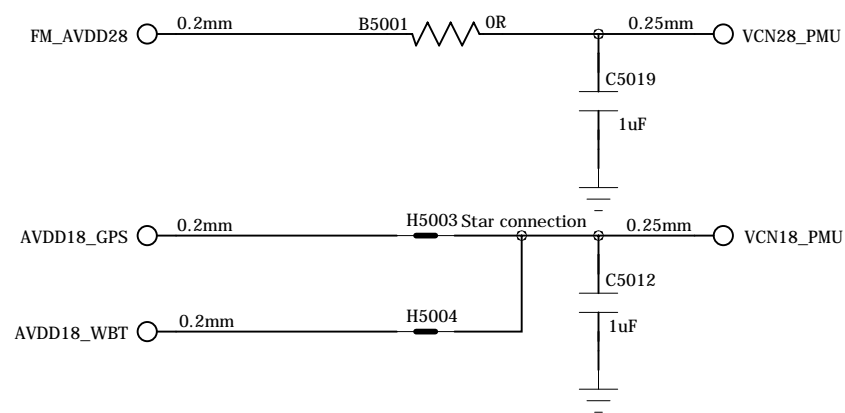 FM_AVDD28 0.2mm B5001 0R 0.25mm VCN28_PMU
C5019
1uF
AVDD18_GPS 0.2mm H5003 Star connection 0.25mm VCN18_PMU
C5012
AVDD18_WBT 0.2mm H5004 1uF